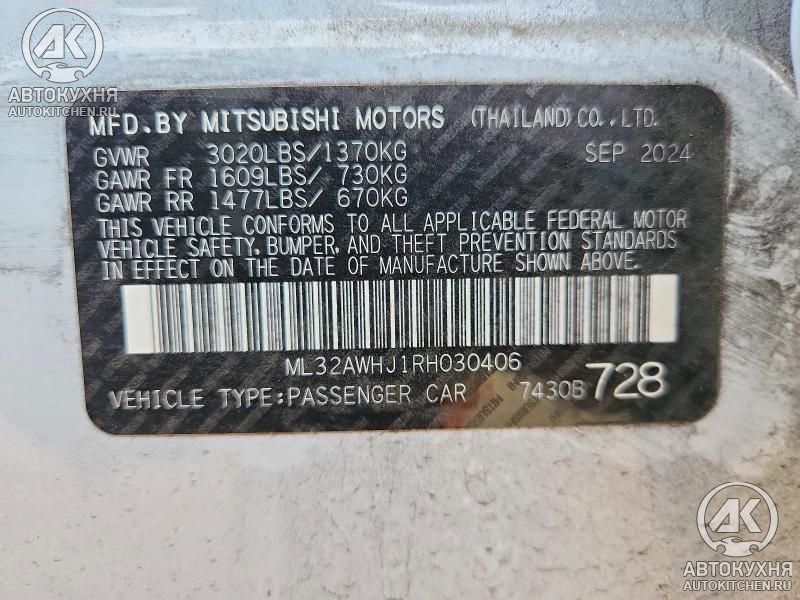 AK
АВТОКУХНЯ
AUTOKITCHEN.RU
MFD.BY MITSUBISHI MOTORS (THAILAND)CO.,LTD.
GVWR 3020LBS/1370KG SEP 2024
GAWR FR 1609LBS/ 730KG
GAWR RR 1477LBS/ 670KG
THIS VEHICLE CONFORMS TO ALL APPLICABLE FEDERAL MOTOR
VEHICLE SAFETY, BUMPER, AND THEFT PREVENTION STANDARDS
IN EFFECT ON THE DATE OF MANUFACTURE SHOWN ABOVE.
ML32AWHJ1RH030406
VEHICLE TYPE:PASSENGER CAR 7430B 728
AK
АВТОКУХНЯ
AUTOKITCHEN.RU